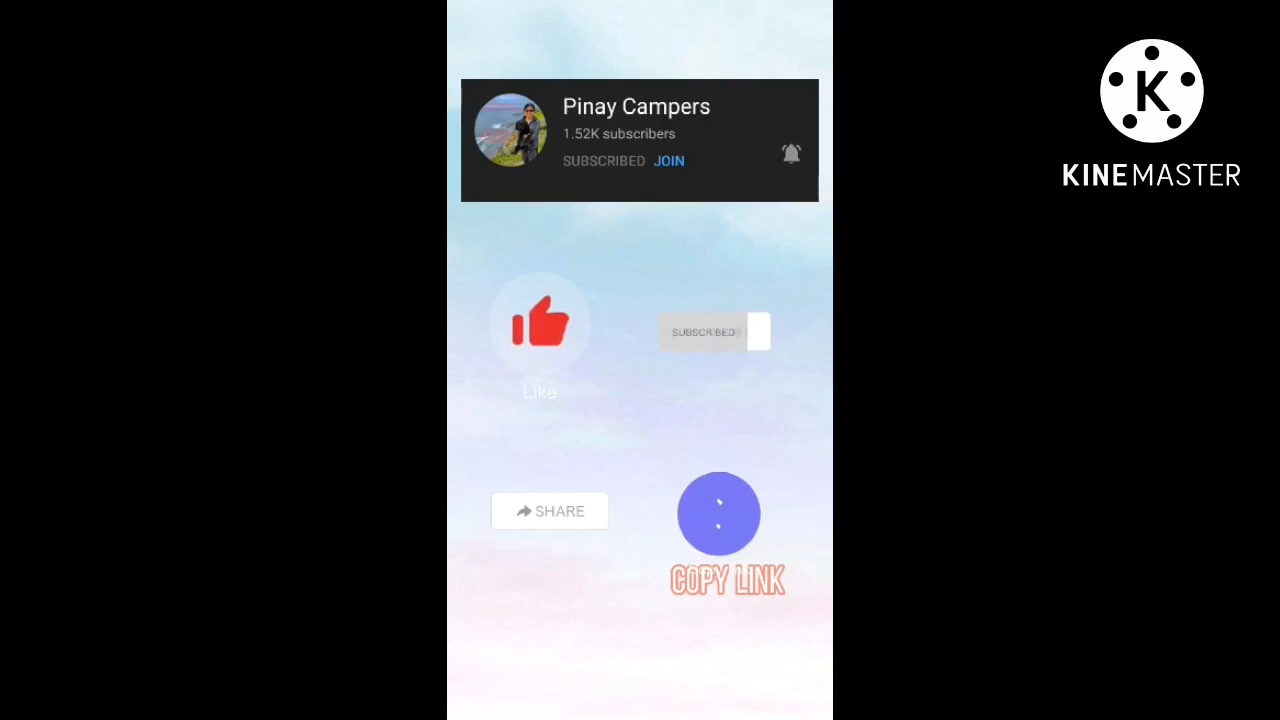 Pinay Campers
1.52K subscribers
SUBSCRIBED JOIN
KINEMASTER
Like
SUBSCRIBED
SHARE
COPY LINK